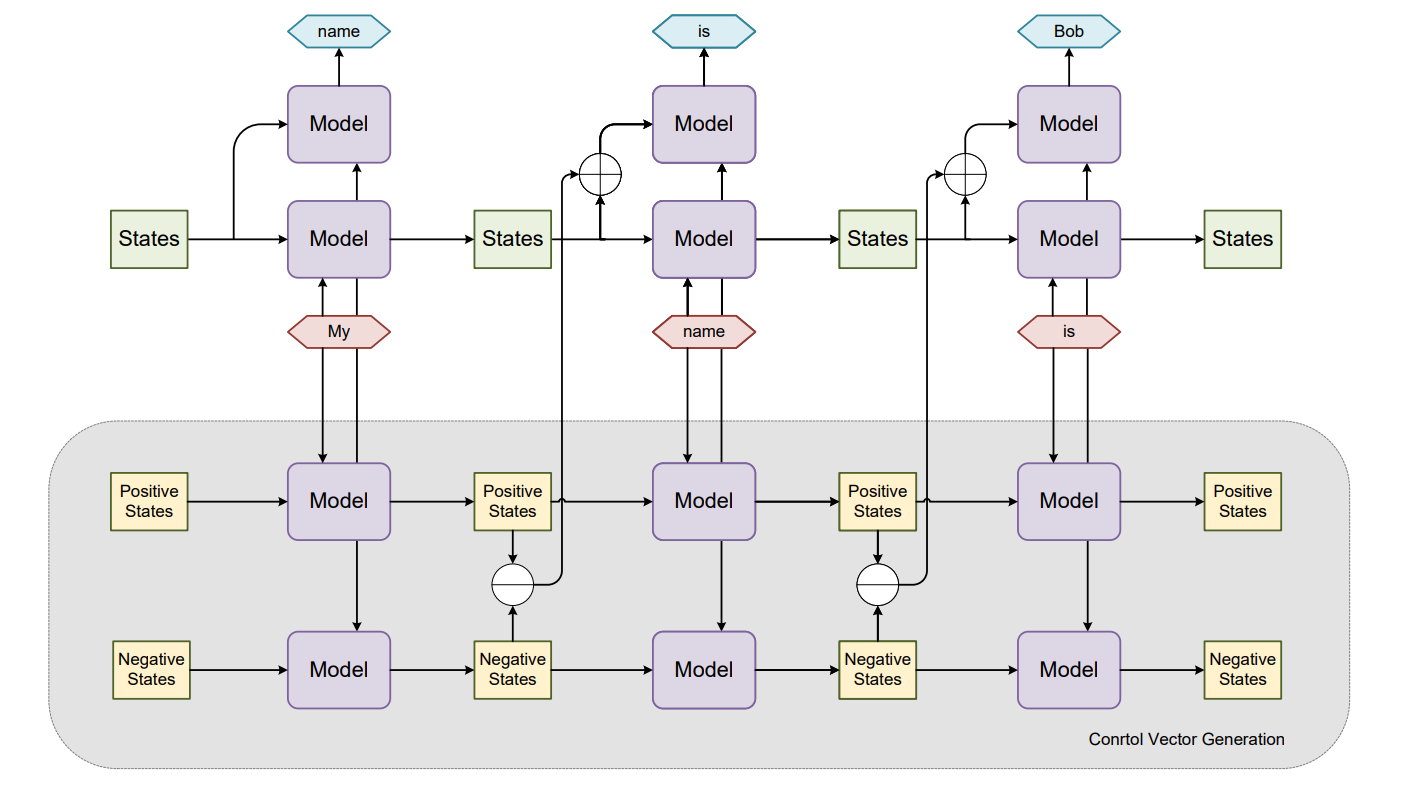 name
is
Bob
Model
Model
Model
States
Model
States
Model
States
Model
States
My
name
is
Positive
States
Model
Positive
States
Model
Positive
States
Model
Positive
States
Negative
States
Model
Negative
States
Model
Negative
States
Model
Negative
States
Conrtol Vector Generation